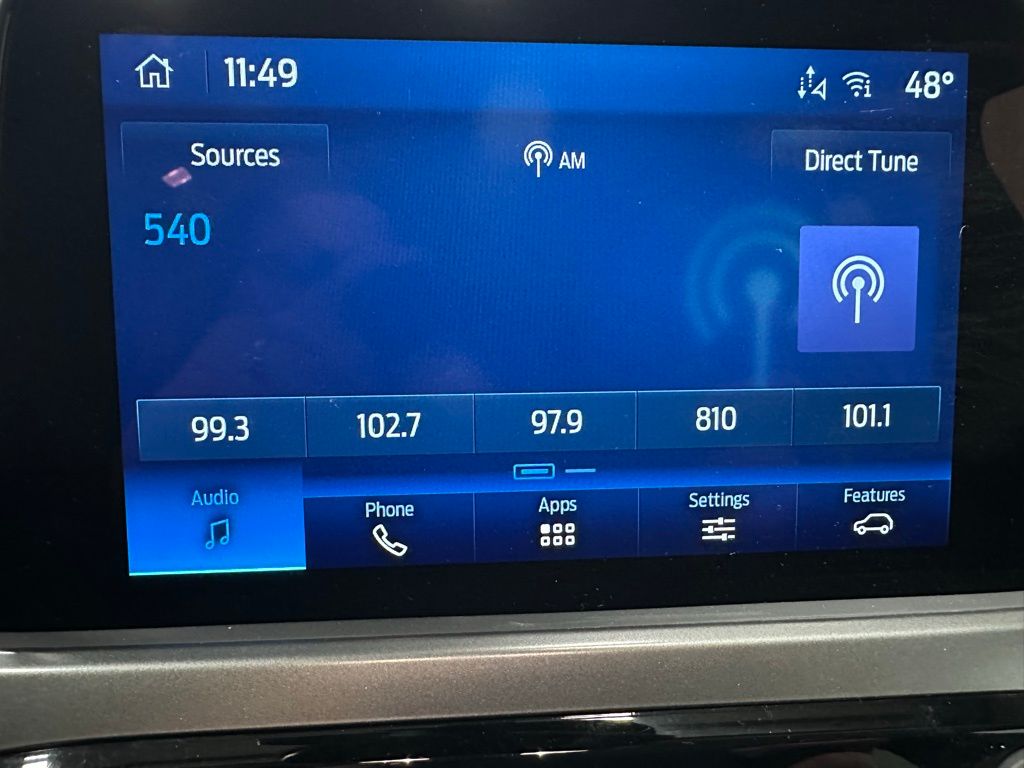 11:49 48°
Sources AM Direct Tune
540
99.3 102.7 97.9 810 101.1
Audio Phone Apps Settings Features